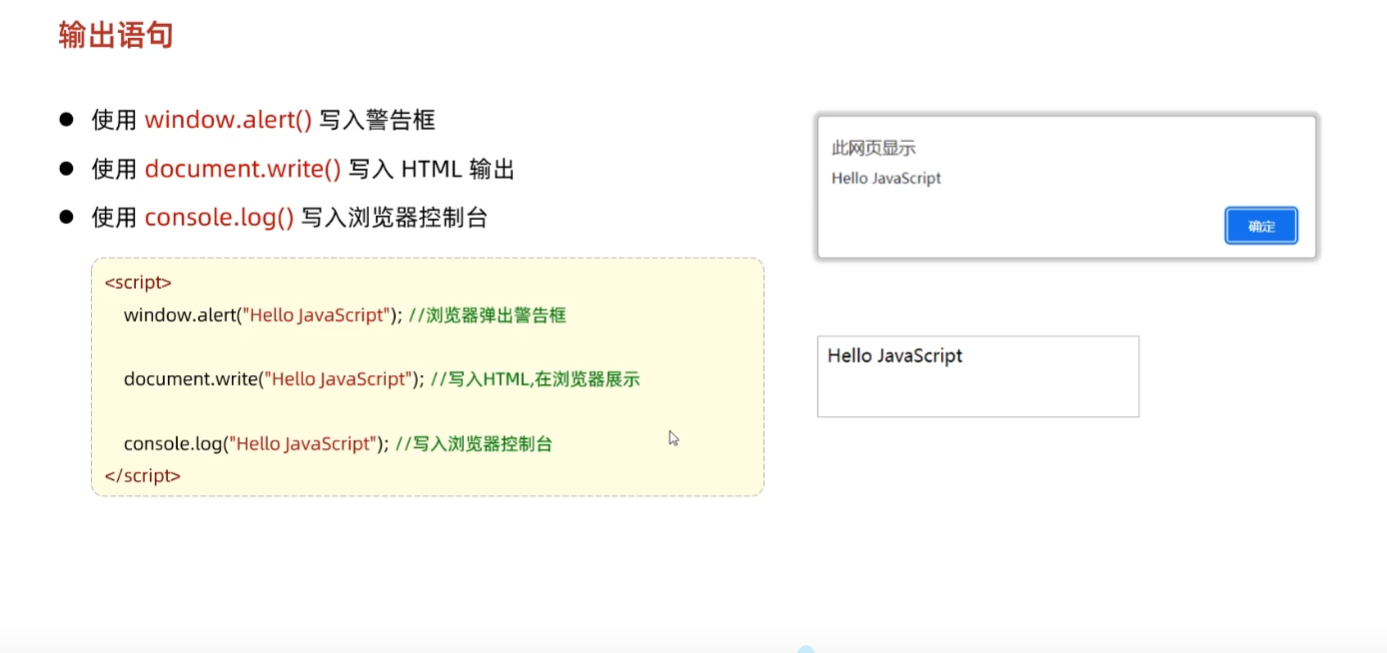 输出语句
使用 window.alert() 写入警告框
使用 document.write() 写入 HTML 输出
使用 console.log() 写入浏览器控制台
<script>
window.alert("Hello JavaScript"); //浏览器弹出警告框
document.write("Hello JavaScript"); //写入HTML,在浏览器展示
console.log("Hello JavaScript"); //写入浏览器控制台
</script>
此网页显示
Hello JavaScript
确定
Hello JavaScript